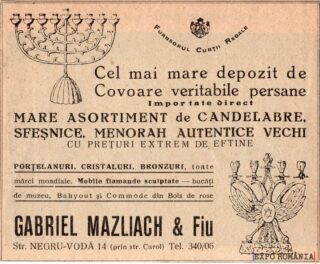 FURNISORUL CURȚII REGALE
Cel mai mare depozit de
Covoare veritabile persane
Importate direct
MARE ASORTIMENT de CANDELABRE,
SFEȘNICE, MENORAH AUTENTICE VECHI
CU PREȚURI EXTREM DE EFTINE
PORȚELANURI, CRISTALURI, BRONZURI, toate
mărci mondiale. Mobile flamande sculptate — bucăți
de muzeu, Bahyout și Commode din Bois de rose
GABRIEL MAZLIACH & Fiu
Str. NEGRU-VODĂ 14 (prin str. Carol) Tel. 340/06
EXPO ROMÂNIA